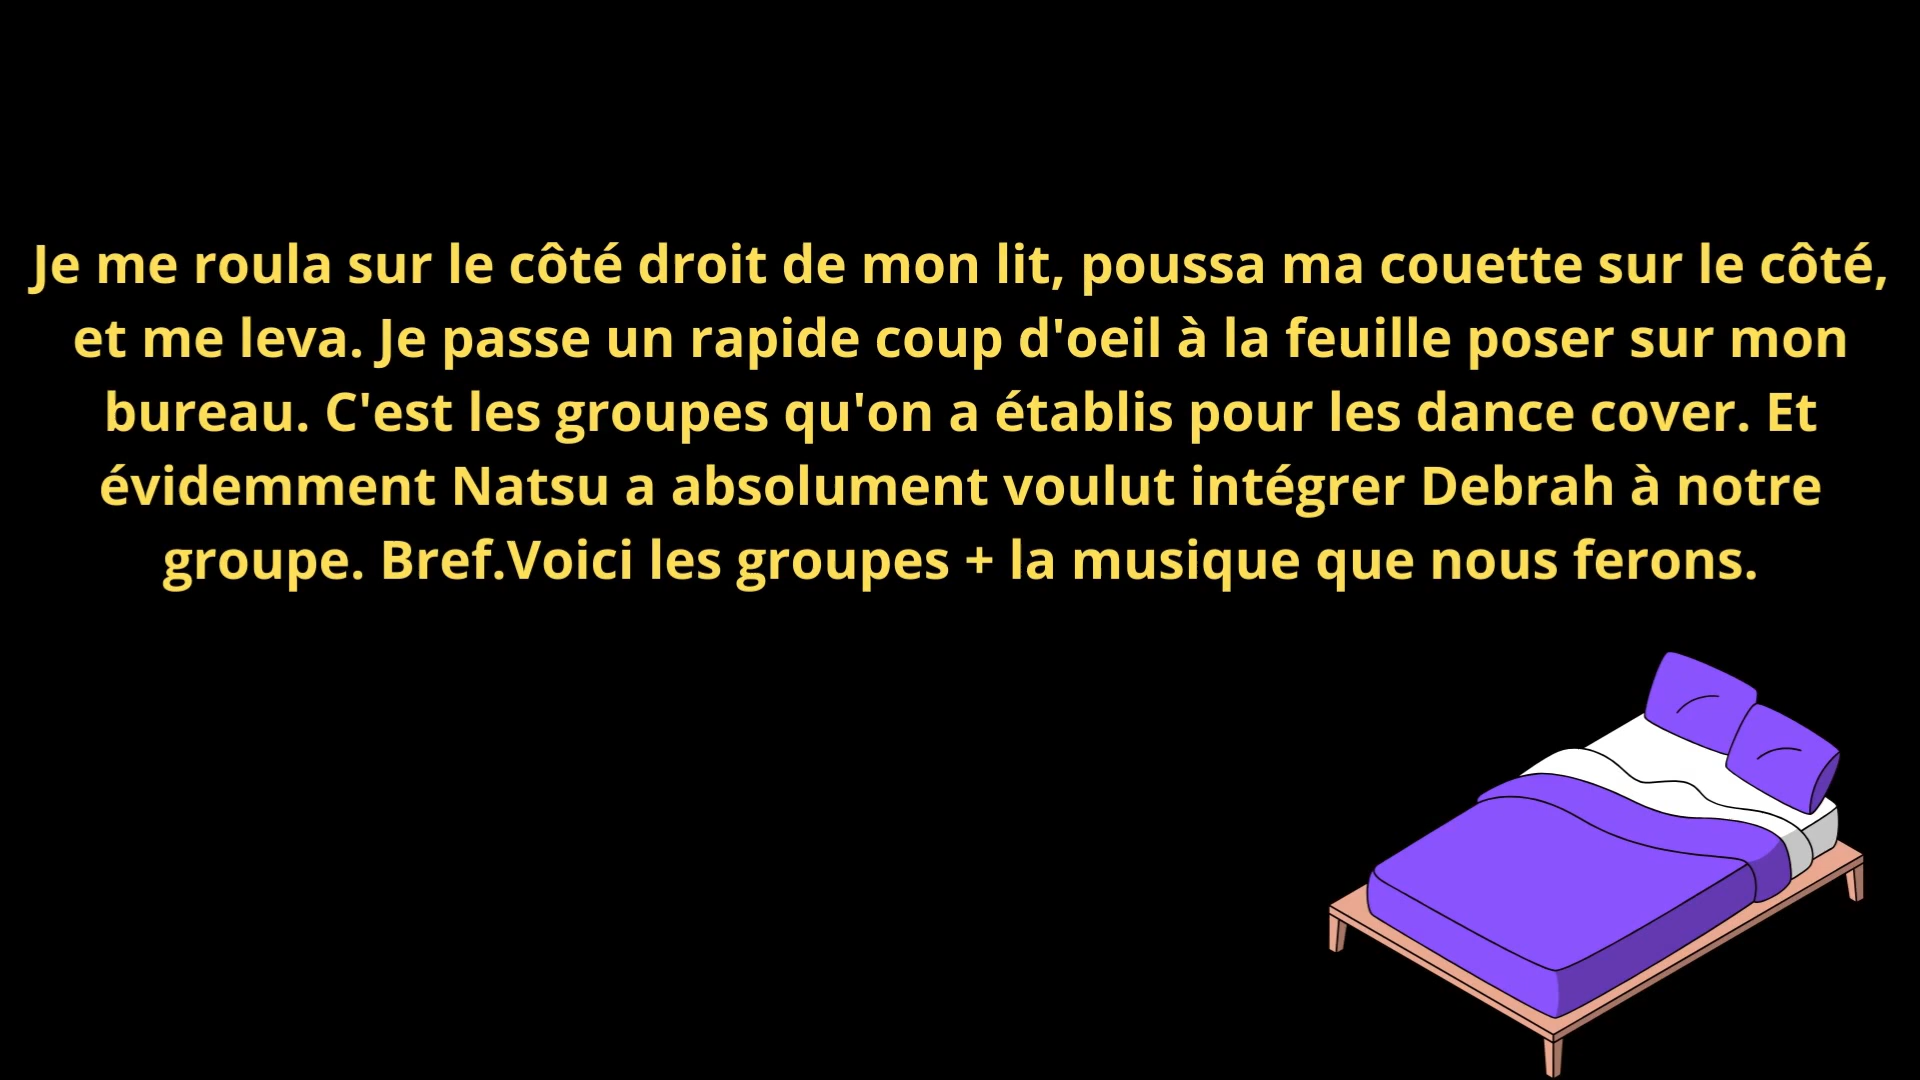 Je me roula sur le côté droit de mon lit, poussa ma couette sur le côté,
et me leva. Je passe un rapide coup d'oeil à la feuille poser sur mon
bureau. C'est les groupes qu'on a établis pour les dance cover. Et
évidemment Natsu a absolument voulut intégrer Debrah à notre
groupe. Bref.Voici les groupes + la musique que nous ferons.